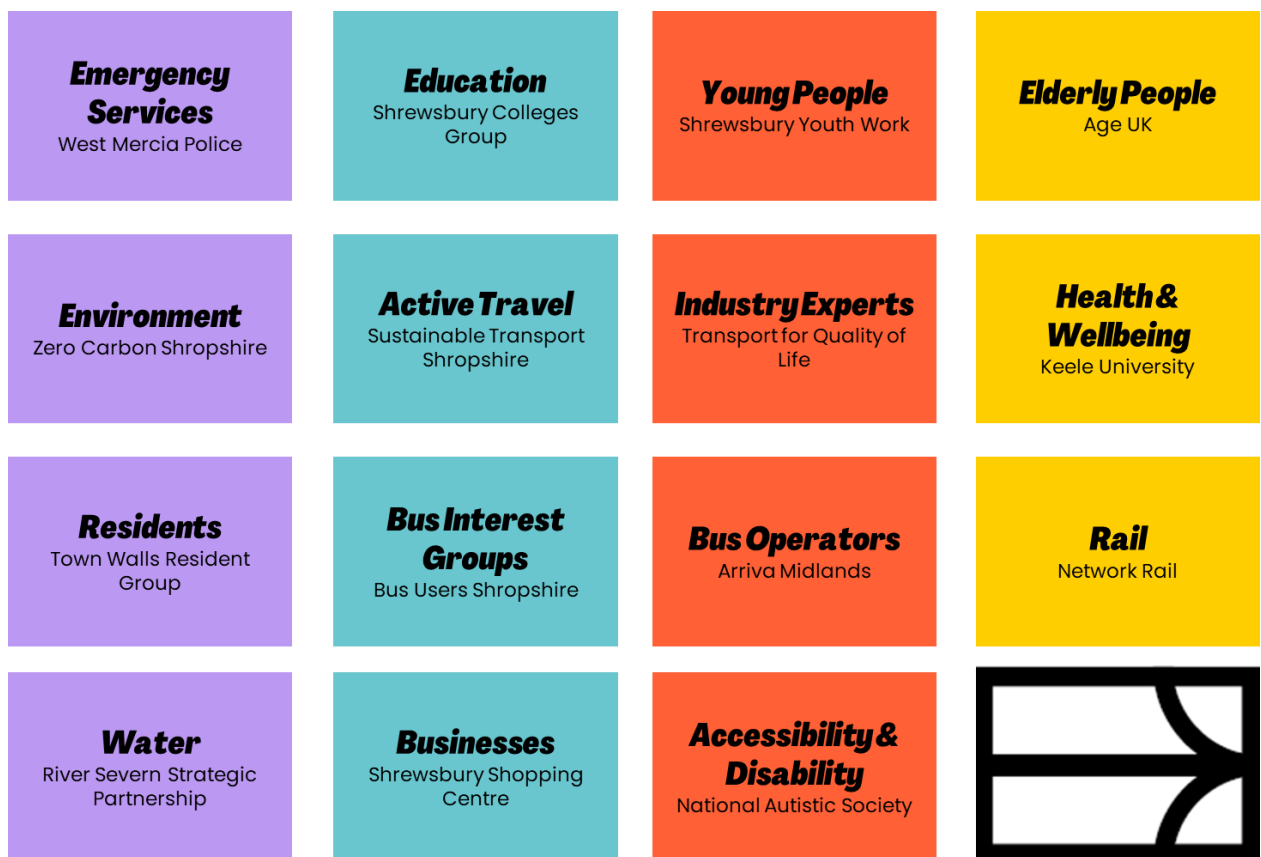 Emergency
Services
West Mercia Police
Education
Shrewsbury Colleges
Group
Young People
Shrewsbury Youth Work
Elderly People
Age UK
Environment
Zero Carbon Shropshire
Active Travel
Sustainable Transport
Shropshire
Industry Experts
Transport for Quality of
Life
Health &
Wellbeing
Keele University
Residents
Town Walls Resident
Group
Bus Interest
Groups
Bus Users Shropshire
Bus Operators
Arriva Midlands
Rail
Network Rail
Water
River Severn Strategic
Partnership
Businesses
Shrewsbury Shopping
Centre
Accessibility &
Disability
National Autistic Society